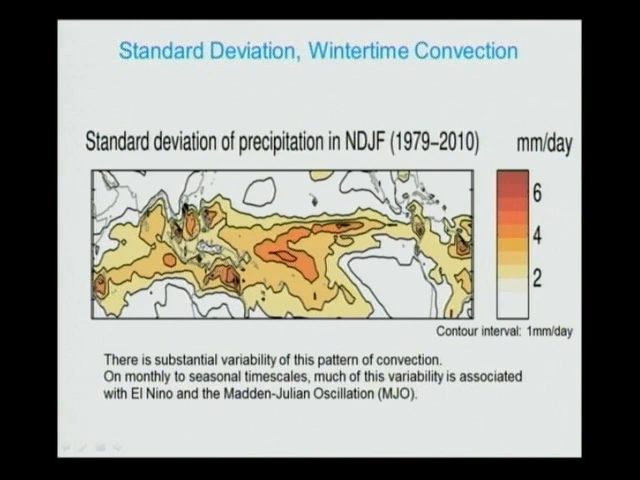 Standard Deviation, Wintertime Convection
Standard deviation of precipitation in NDJF (1979–2010)
mm/day
6
4
2
Contour interval: 1mm/day
There is substantial variability of this pattern of convection.
On monthly to seasonal timescales, much of this variability is associated
with El Nino and the Madden-Julian Oscillation (MJO).